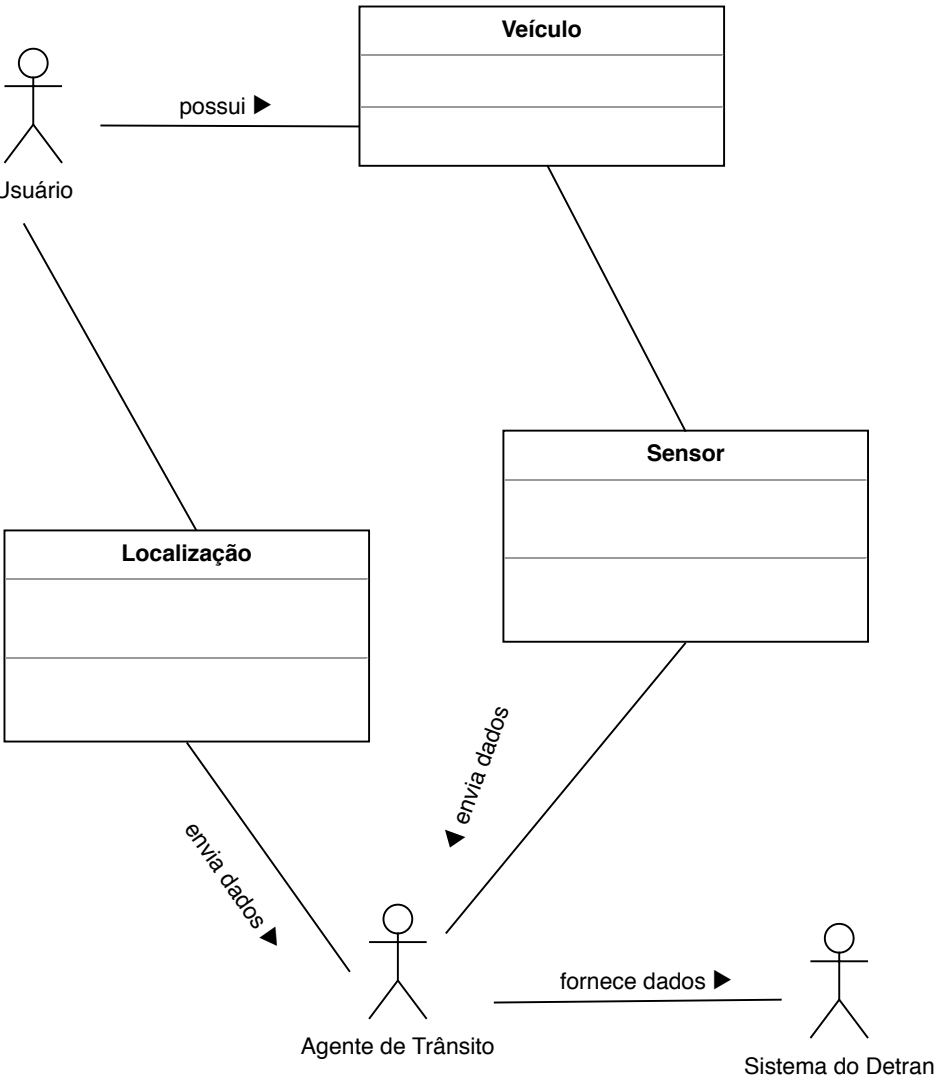 Veículo
possui ▶
Usuário
Sensor
Localização
envia dados
envia dados
fornece dados ▶
Agente de Trânsito
Sistema do Detran